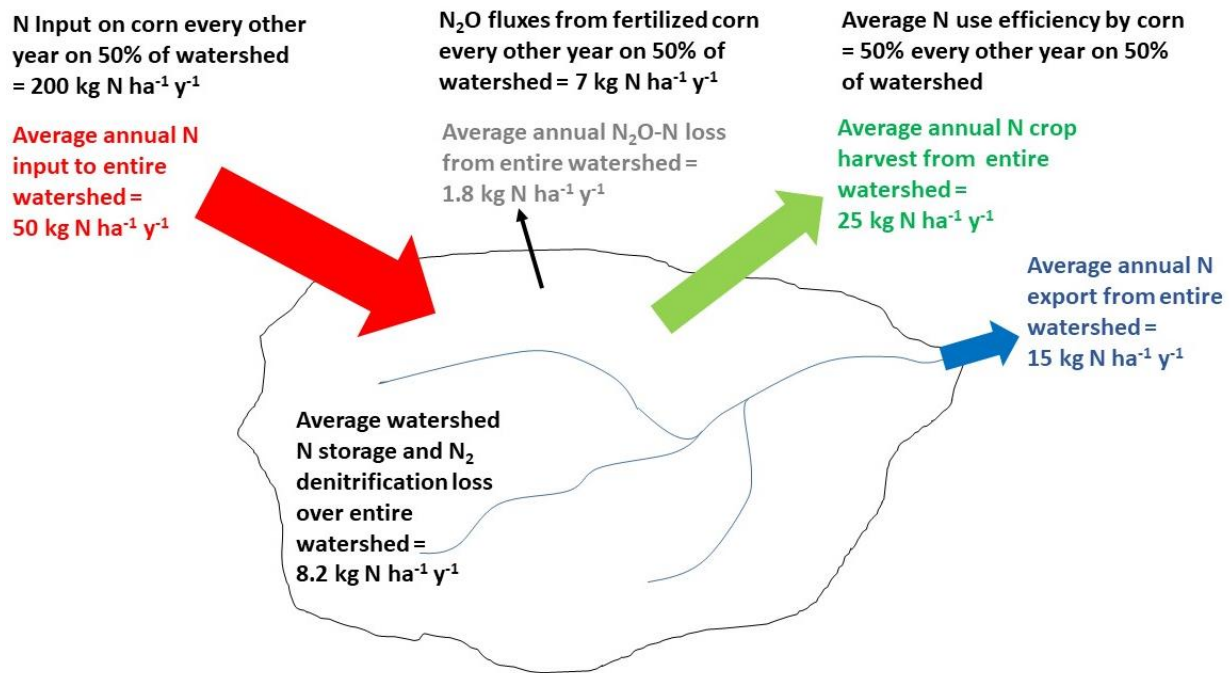 N Input on corn every other
year on 50% of watershed
= 200 kg N ha⁻¹ y⁻¹
Average annual N
input to entire
watershed =
50 kg N ha⁻¹ y⁻¹
N₂O fluxes from fertilized corn
every other year on 50% of
watershed = 7 kg N ha⁻¹ y⁻¹
Average annual N₂O-N loss
from entire watershed =
1.8 kg N ha⁻¹ y⁻¹
Average N use efficiency by corn
= 50% every other year on 50%
of watershed
Average annual N crop
harvest from entire
watershed =
25 kg N ha⁻¹ y⁻¹
Average annual N
export from entire
watershed =
15 kg N ha⁻¹ y⁻¹
Average watershed
N storage and N₂
denitrification loss
over entire
watershed =
8.2 kg N ha⁻¹ y⁻¹